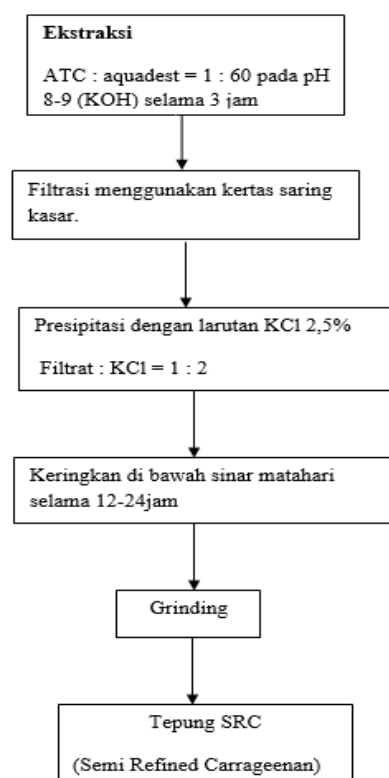 Ekstraksi
ATC : aquadest = 1 : 60 pada pH
8-9 (KOH) selama 3 jam
Filtrasi menggunakan kertas saring
kasar.
Presipitasi dengan larutan KCl 2,5%
Filtrat : KCl = 1 : 2
Keringkan di bawah sinar matahari
selama 12-24jam
Grinding
Tepung SRC
(Semi Refined Carrageenan)